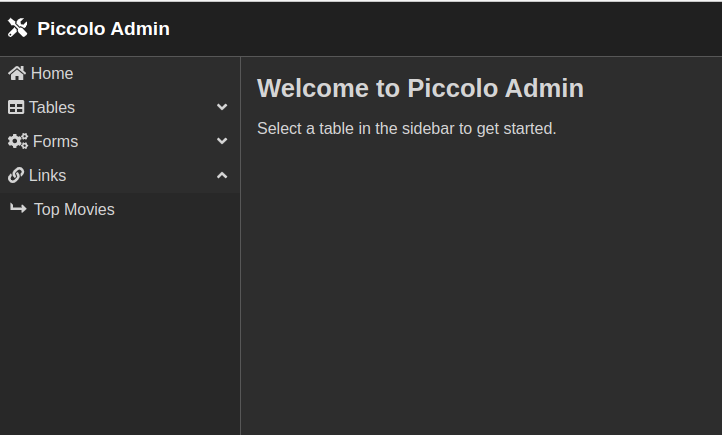 Piccolo Admin
Home
Tables
Forms
Links
Top Movies
Welcome to Piccolo Admin
Select a table in the sidebar to get started.